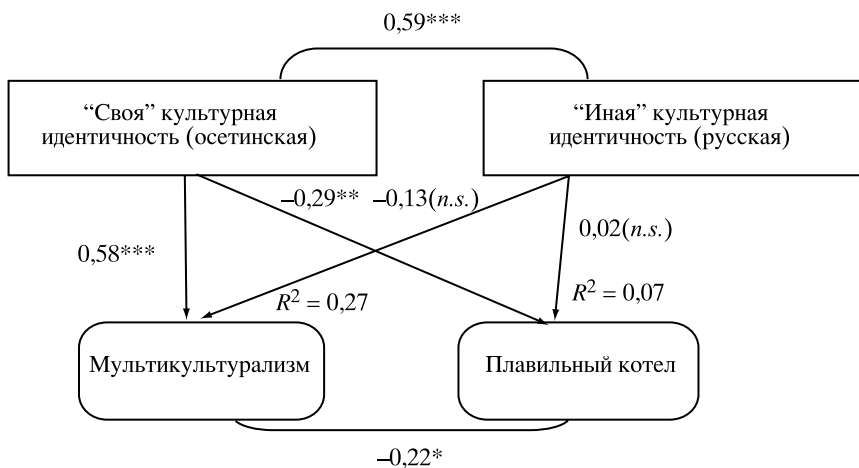 0,59***
“Своя” культурная
идентичность (осетинская)
“Иная” культурная
идентичность (русская)
–0,29**
–0,13(n.s.)
0,58***
0,02(n.s.)
R² = 0,27
R² = 0,07
Мультикультурализм
Плавильный котел
–0,22*